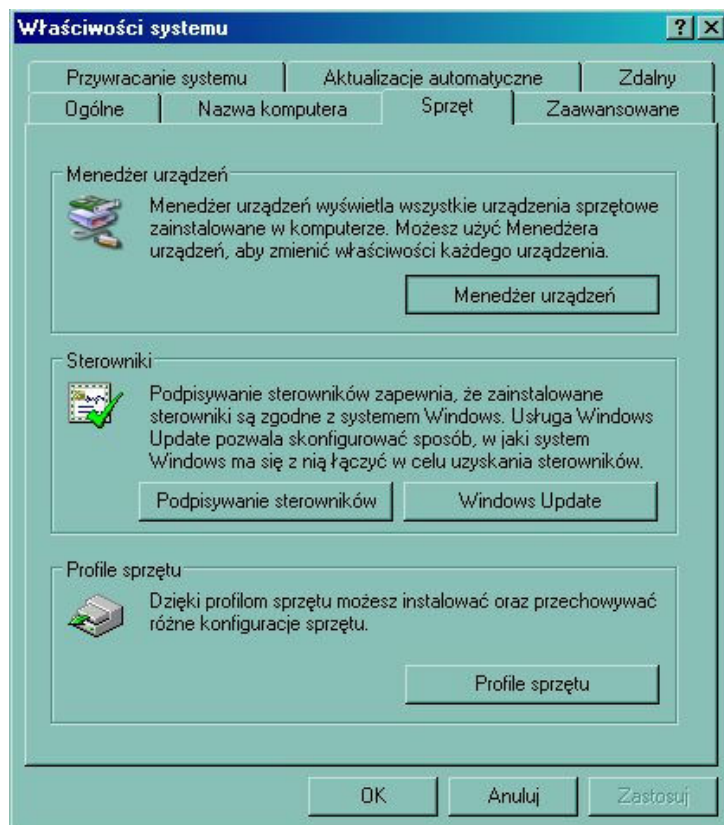 Właściwości systemu
Przywracanie systemu Aktualizacje automatyczne Zdalny
Ogólne Nazwa komputera Sprzęt Zaawansowane
Menedżer urządzeń
Menedżer urządzeń wyświetla wszystkie urządzenia sprzętowe
zainstalowane w komputerze. Możesz użyć Menedżera
urządzeń, aby zmienić właściwości każdego urządzenia.
Menedżer urządzeń
Sterowniki
Podpisywanie sterowników zapewnia, że zainstalowane
sterowniki są zgodne z systemem Windows. Usługa Windows
Update pozwala skonfigurować sposób, w jaki system
Windows ma się z nią łączyć w celu uzyskania sterowników.
Podpisywanie sterowników Windows Update
Profile sprzętu
Dzięki profilom sprzętu możesz instalować oraz przechowywać
różne konfiguracje sprzętu.
Profile sprzętu
OK Anuluj Zastosuj